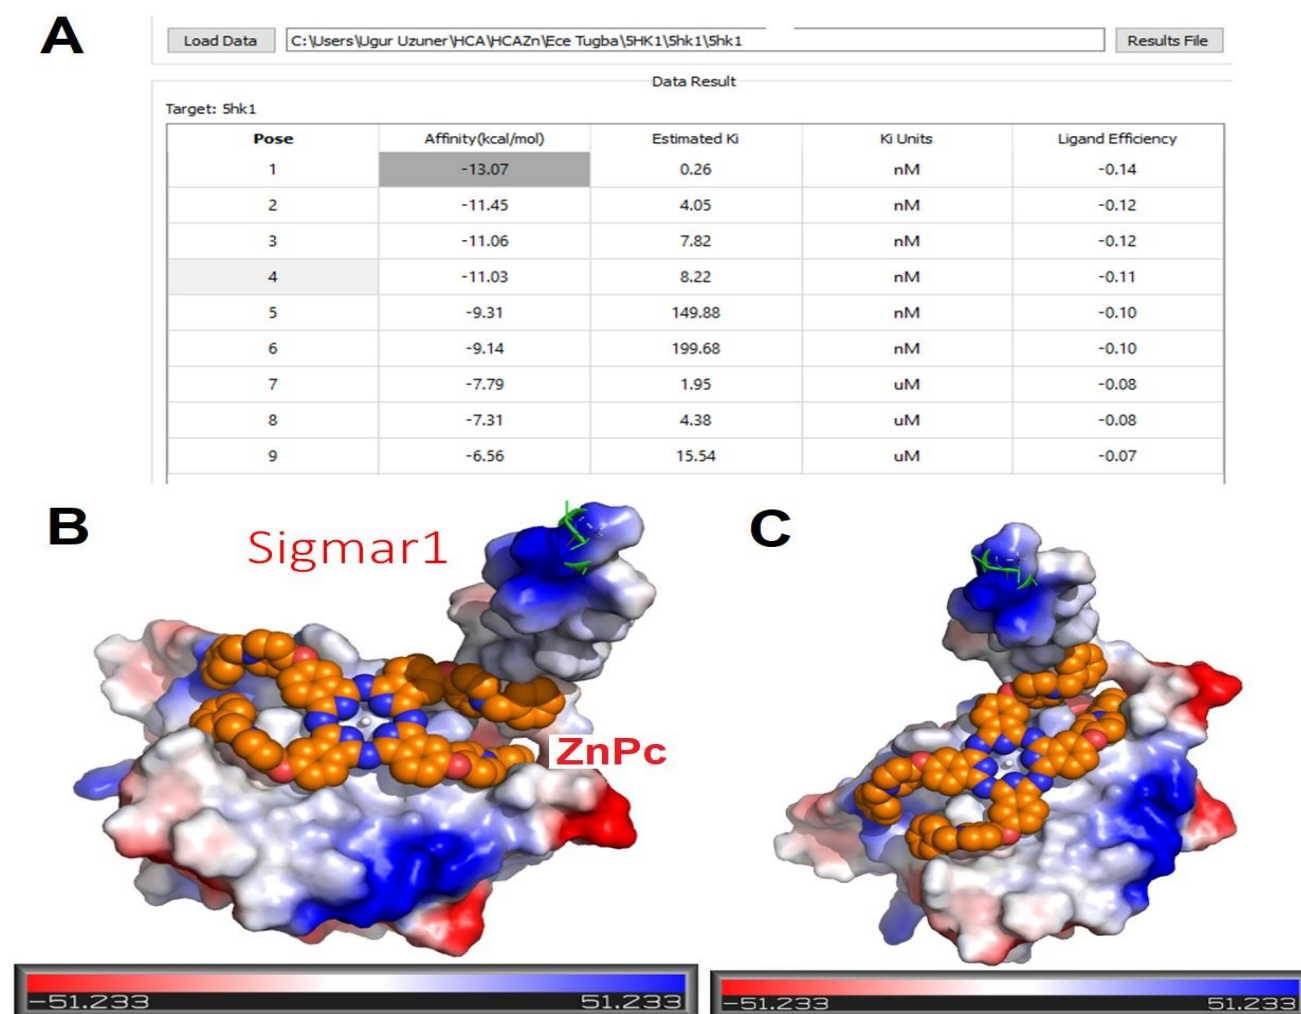 A
Load Data C:\Users\Ugur Uzuner\HCA\HCAZn\Ece Tugba\5HK1\5hk1\5hk1 Results File
Data Result
Target: 5hk1
Pose Affinity(kcal/mol) Estimated Ki Ki Units Ligand Efficiency
1 -13.07 0.26 nM -0.14
2 -11.45 4.05 nM -0.12
3 -11.06 7.82 nM -0.12
4 -11.03 8.22 nM -0.11
5 -9.31 149.88 nM -0.10
6 -9.14 199.68 nM -0.10
7 -7.79 1.95 uM -0.08
8 -7.31 4.38 uM -0.08
9 -6.56 15.54 uM -0.07
B Sigmar1
C
ZnPc
-51.233 51.233
-51.233 51.233